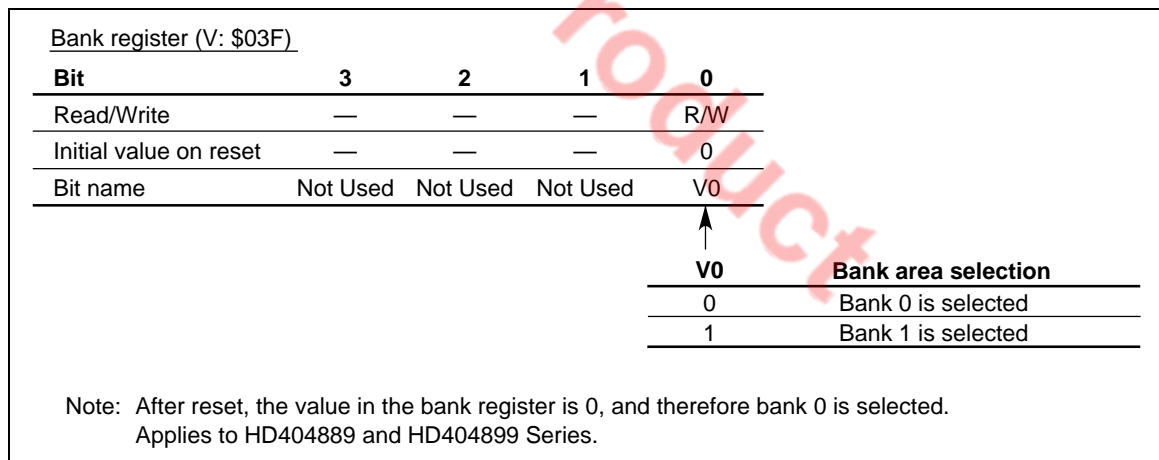 Bank register (V: $03F)
Bit 3 2 1 0
Read/Write — — — R/W
Initial value on reset — — — 0
Bit name Not Used Not Used Not Used V0
V0 Bank area selection
0 Bank 0 is selected
1 Bank 1 is selected
Note: After reset, the value in the bank register is 0, and therefore bank 0 is selected.
Applies to HD404889 and HD404899 Series.
roduct